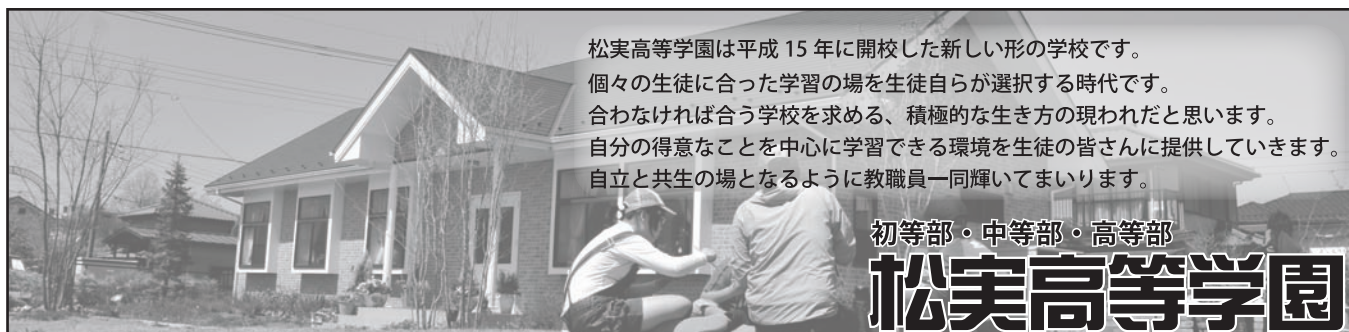 松実高等学園は平成 15 年に開校した新しい形の学校です。
個々の生徒に合った学習の場を生徒自らが選択する時代です。
合わなければ合う学校を求める、積極的な生き方の現われだと思います。
自分の得意なことを中心に学習できる環境を生徒の皆さんに提供していきます。
自立と共生の場となるように教職員一同輝いてまいります。
初等部・中等部・高等部
松実高等学園